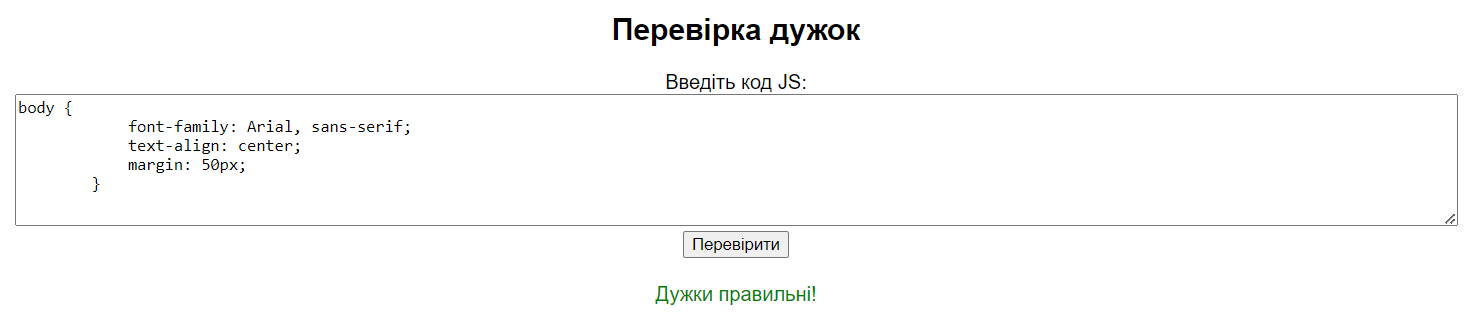 Перевірка дужок
Введіть код JS:
body {
font-family: Arial, sans-serif;
text-align: center;
margin: 50px;
}
Перевірити
Дужки правильні!